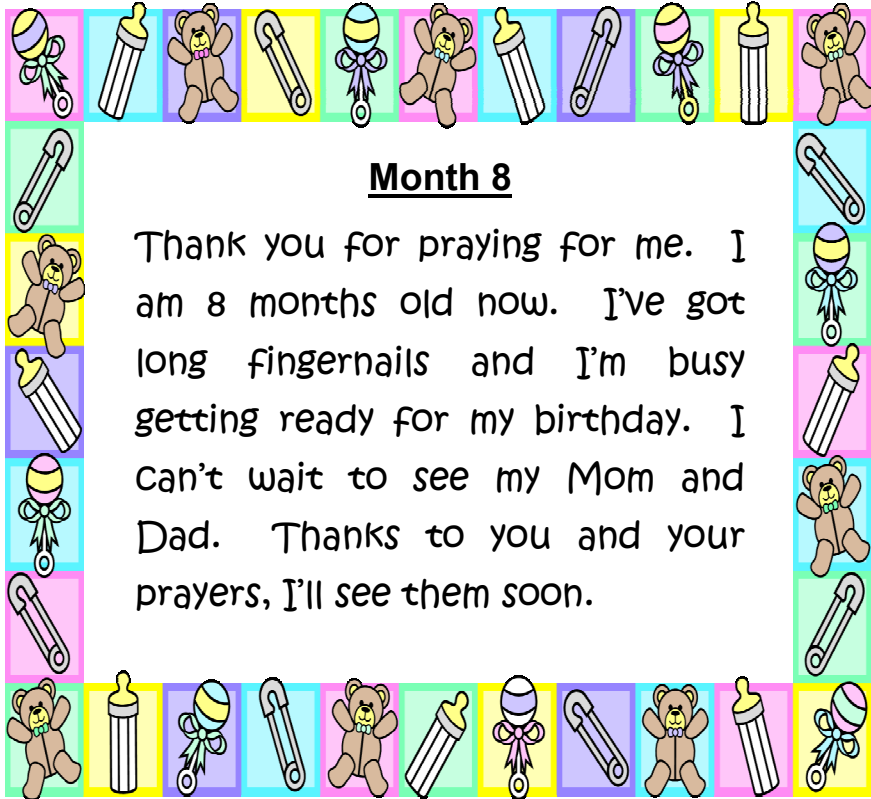 Month 8
Thank you for praying for me. I
am 8 months old now. I've got
long fingernails and I'm busy
getting ready for my birthday. I
can't wait to see my Mom and
Dad. Thanks to you and your
prayers, I'll see them soon.